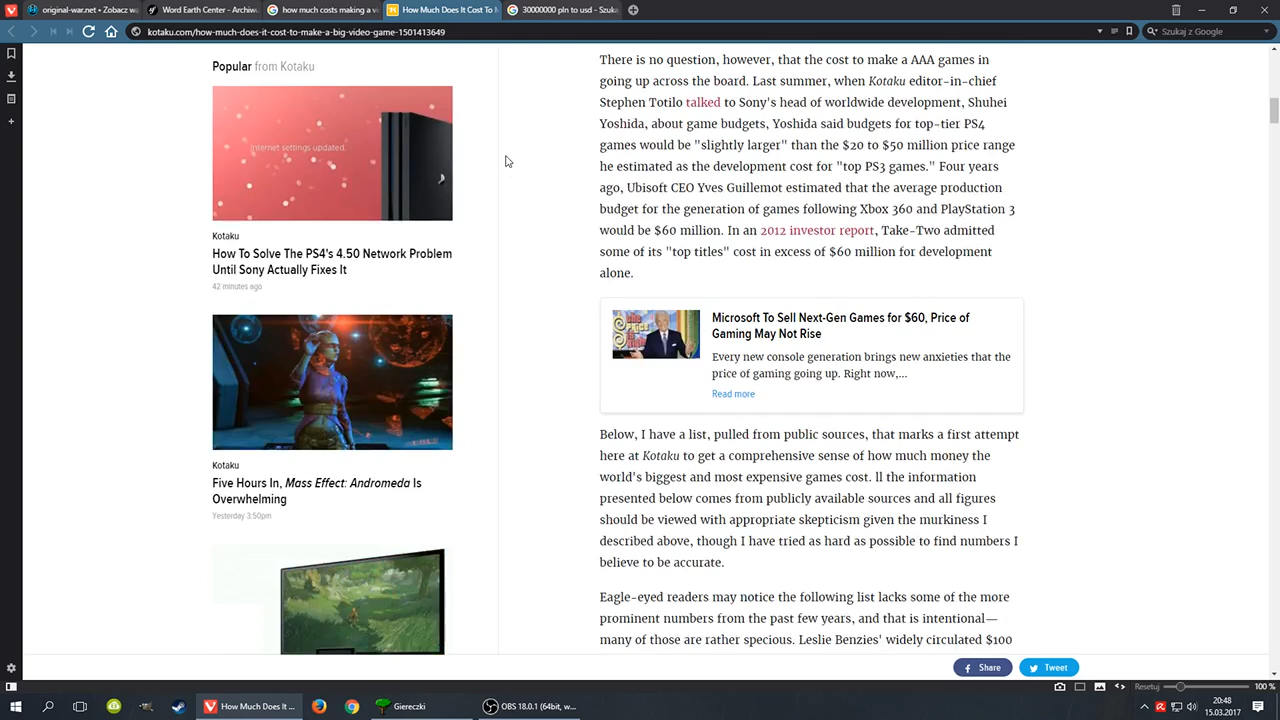 original-war.net • Zobacz w
Word Earth Center - Archiw
how much costs making a v
How Much Does It Cost To M
30000000 pln to usd - Szuka
kotaku.com/how-much-does-it-cost-to-make-a-big-video-game-1501413649
Szukaj z Google
Popular from Kotaku
Internet settings updated.
Kotaku
How To Solve The PS4's 4.50 Network Problem
Until Sony Actually Fixes It
42 minutes ago
Kotaku
Five Hours In, Mass Effect: Andromeda Is
Overwhelming
Yesterday 3:50pm
There is no question, however, that the cost to make a AAA games in
going up across the board. Last summer, when Kotaku editor-in-chief
Stephen Totilo talked to Sony's head of worldwide development, Shuhei
Yoshida, about game budgets, Yoshida said budgets for top-tier PS4
games would be "slightly larger" than the $20 to $50 million price range
he estimated as the development cost for "top PS3 games." Four years
ago, Ubisoft CEO Yves Guillemot estimated that the average production
budget for the generation of games following Xbox 360 and PlayStation 3
would be $60 million. In an 2012 investor report, Take-Two admitted
some of its "top titles" cost in excess of $60 million for development
alone.
Microsoft To Sell Next-Gen Games for $60, Price of
Gaming May Not Rise
Every new console generation brings new anxieties that the
price of gaming going up. Right now,...
Read more
Below, I have a list, pulled from public sources, that marks a first attempt
here at Kotaku to get a comprehensive sense of how much money the
world's biggest and most expensive games cost. ll the information
presented below comes from publicly available sources and all figures
should be viewed with appropriate skepticism given the murkiness I
described above, though I have tried as hard as possible to find numbers I
believe to be accurate.
Eagle-eyed readers may notice the following list lacks some of the more
prominent numbers from the past few years, and that is intentional—
many of those are rather specious. Leslie Benzies' widely circulated $100
Share
Tweet
Resetuj
100 %
How Much Does It ...
Giereczki
OBS 18.0.1 (64bit, w...
20:48
15.03.2017